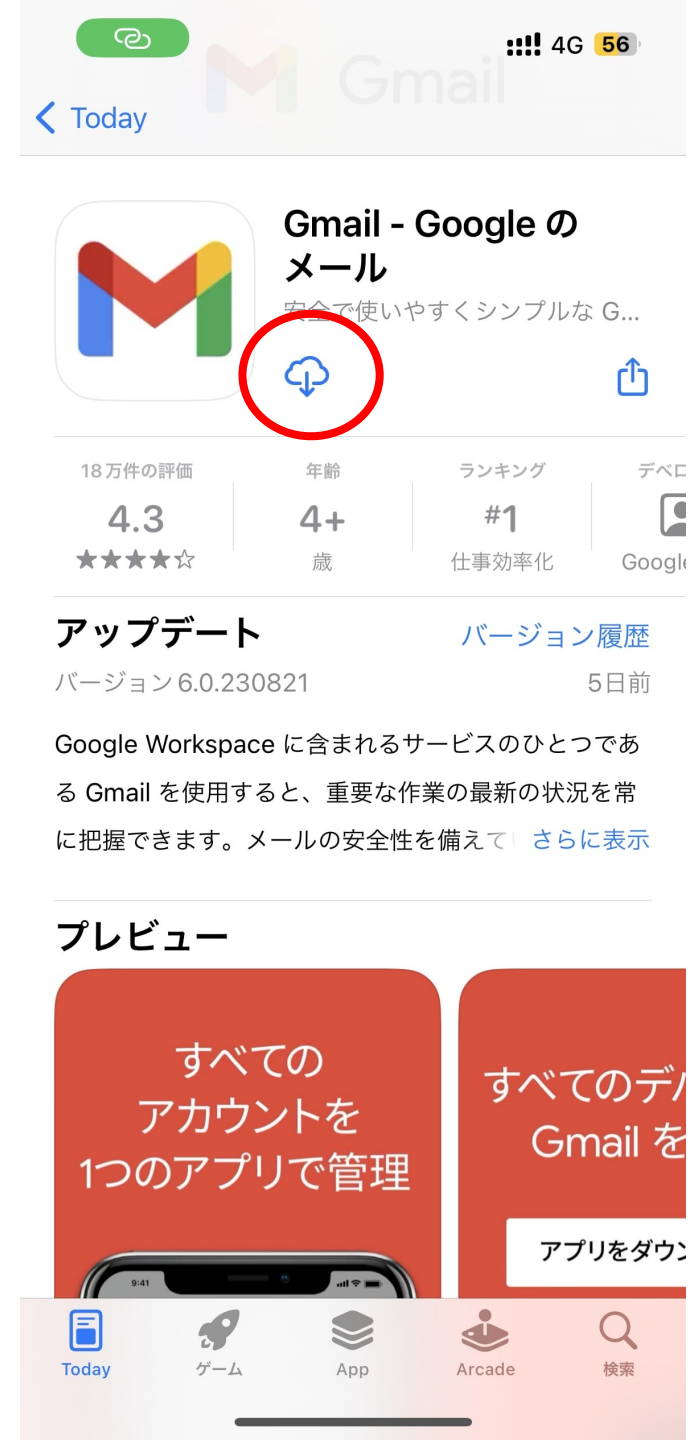 4G 56
Gmail
Today
Gmail - Google の
メール
安全で使いやすくシンプルな G...
18万件の評価
年齢
ランキング
デベロ
4.3
4+
#1
★★★★☆
歳
仕事効率化
Google
アップデート
バージョン履歴
バージョン 6.0.230821
5日前
Google Workspace に含まれるサービスのひとつであ
る Gmail を使用すると、重要な作業の最新の状況を常
に把握できます。メールの安全性を備えて さらに表示
プレビュー
すべての
アカウントを
1つのアプリで管理
すべてのデバ
Gmail を
アプリをダウン
9:41
Today
ゲーム
App
Arcade
検索